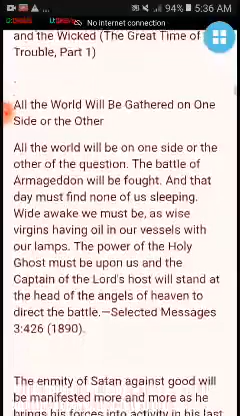 94% 5:36 AM
No internet connection
and the Wicked (The Great Time of
Trouble, Part 1)
.
All the World Will Be Gathered on One
Side or the Other
All the world will be on one side or the
other of the question. The battle of
Armageddon will be fought. And that
day must find none of us sleeping.
Wide awake we must be, as wise
virgins having oil in our vessels with
our lamps. The power of the Holy
Ghost must be upon us and the
Captain of the Lord's host will stand at
the head of the angels of heaven to
direct the battle.—Selected Messages
3:426 (1890).
The enmity of Satan against good will
be manifested more and more as he
brings his forces into activity in his last